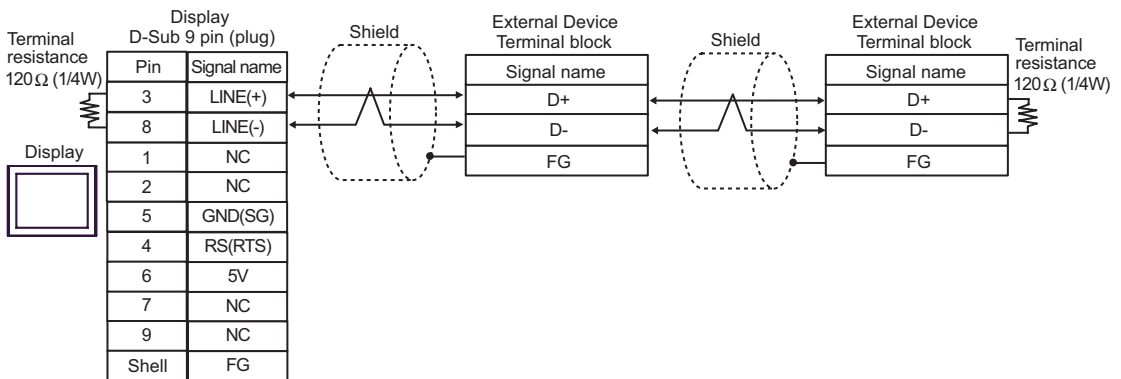 Terminal
resistance
120Ω (1/4W)
Display
D-Sub 9 pin (plug)
Pin Signal name
3 LINE(+)
8 LINE(-)
1 NC
2 NC
5 GND(SG)
4 RS(RTS)
6 5V
7 NC
9 NC
Shell FG
Display
Shield
External Device
Terminal block
Signal name
D+
D-
FG
Shield
External Device
Terminal block
Signal name
D+
D-
FG
Terminal
resistance
120Ω (1/4W)